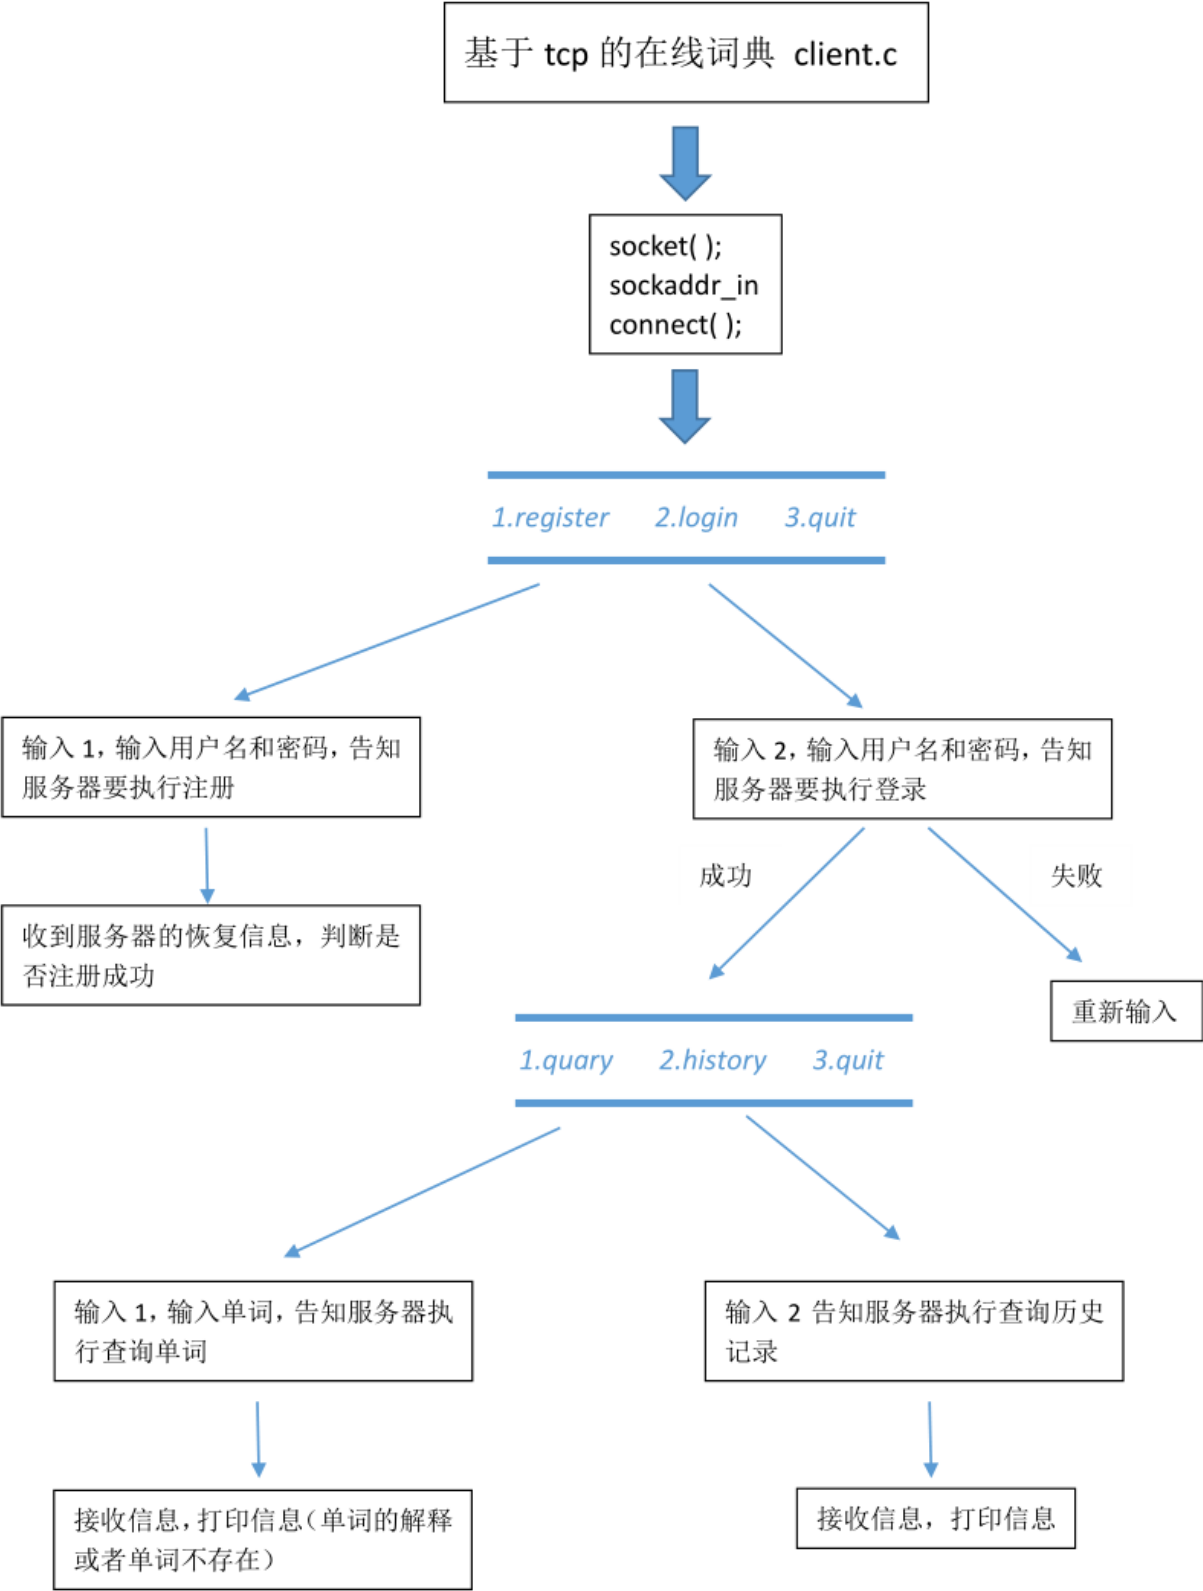 基于 tcp 的在线词典 client.c
socket( );
sockaddr_in
connect( );
1.register 2.login 3.quit
输入 1，输入用户名和密码，告知
服务器要执行注册
输入 2，输入用户名和密码，告知
服务器要执行登录
成功
失败
收到服务器的恢复信息，判断是
否注册成功
重新输入
1.quary 2.history 3.quit
输入 1，输入单词，告知服务器执
行查询单词
输入 2 告知服务器执行查询历史
记录
接收信息，打印信息（单词的解释
或者单词不存在）
接收信息，打印信息